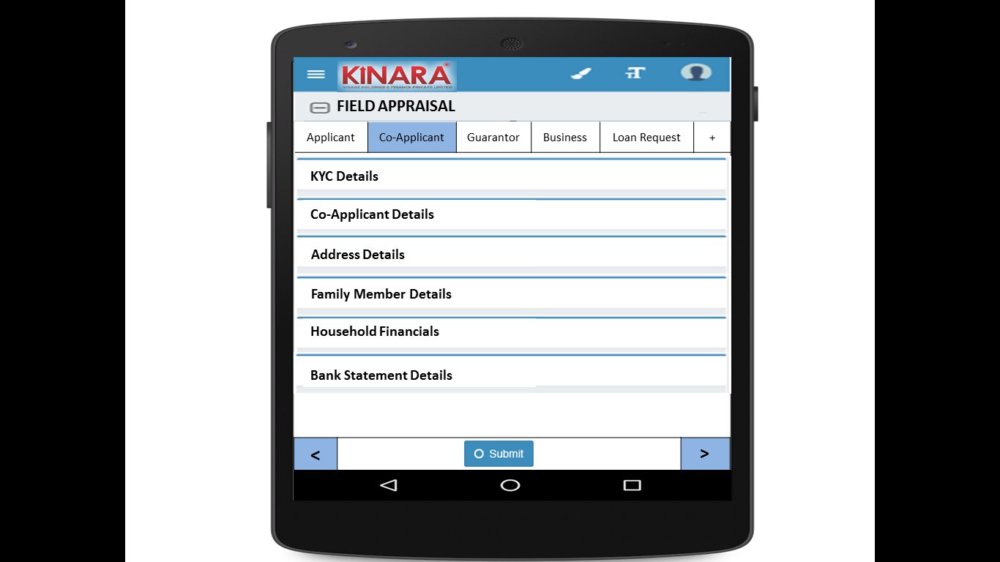 KINARA®
VISAGE HOLDINGS & FINANCE PRIVATE LIMITED
FIELD APPRAISAL
Applicant Co-Applicant Guarantor Business Loan Request +
KYC Details
Co-Applicant Details
Address Details
Family Member Details
Household Financials
Bank Statement Details
< Submit >